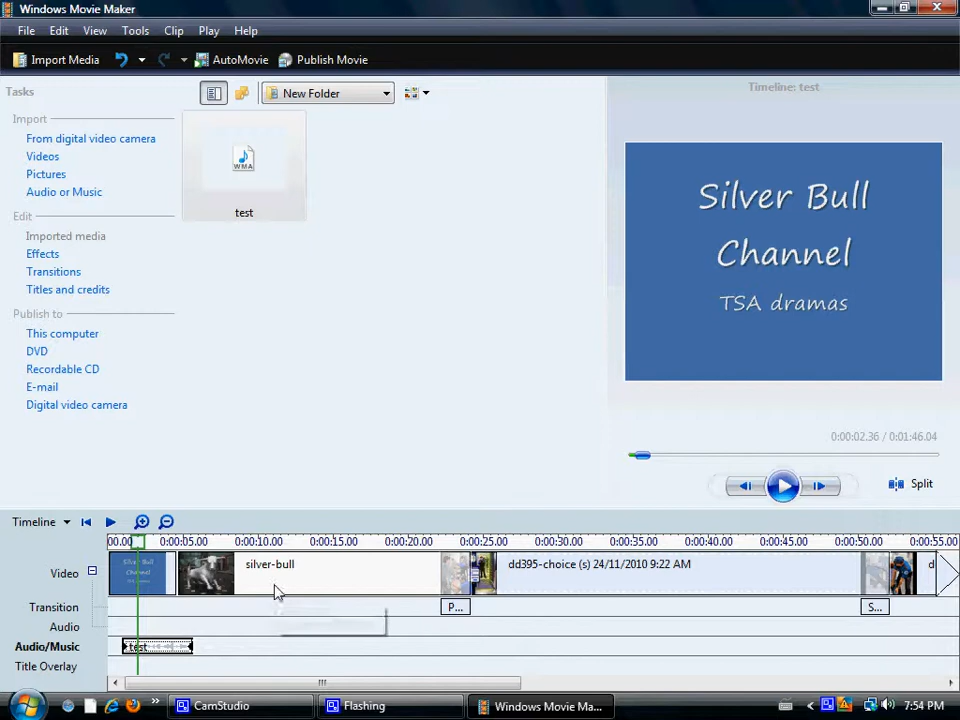 Windows Movie Maker
File Edit View Tools Clip Play Help
Import Media AutoMovie Publish Movie
Tasks
New Folder
Timeline: test
Import
From digital video camera
Videos
Pictures
Audio or Music
WMA
test
Edit
Imported media
Effects
Transitions
Titles and credits
Publish to
This computer
DVD
Recordable CD
E-mail
Digital video camera
Silver Bull
Channel
TSA dramas
0:00:02.36 / 0:01:46.04
Split
Timeline
00.00 0:00:05.00 0:00:10.00 0:00:15.00 0:00:20.00 0:00:25.00 0:00:30.00 0:00:35.00 0:00:40.00 0:00:45.00 0:00:50.00 0:00:55.00
Video silver-bull dd395-choice (s) 24/11/2010 9:22 AM d
Transition P... S...
Audio
Audio/Music test
Title Overlay
CamStudio Flashing Windows Movie Ma... 7:54 PM